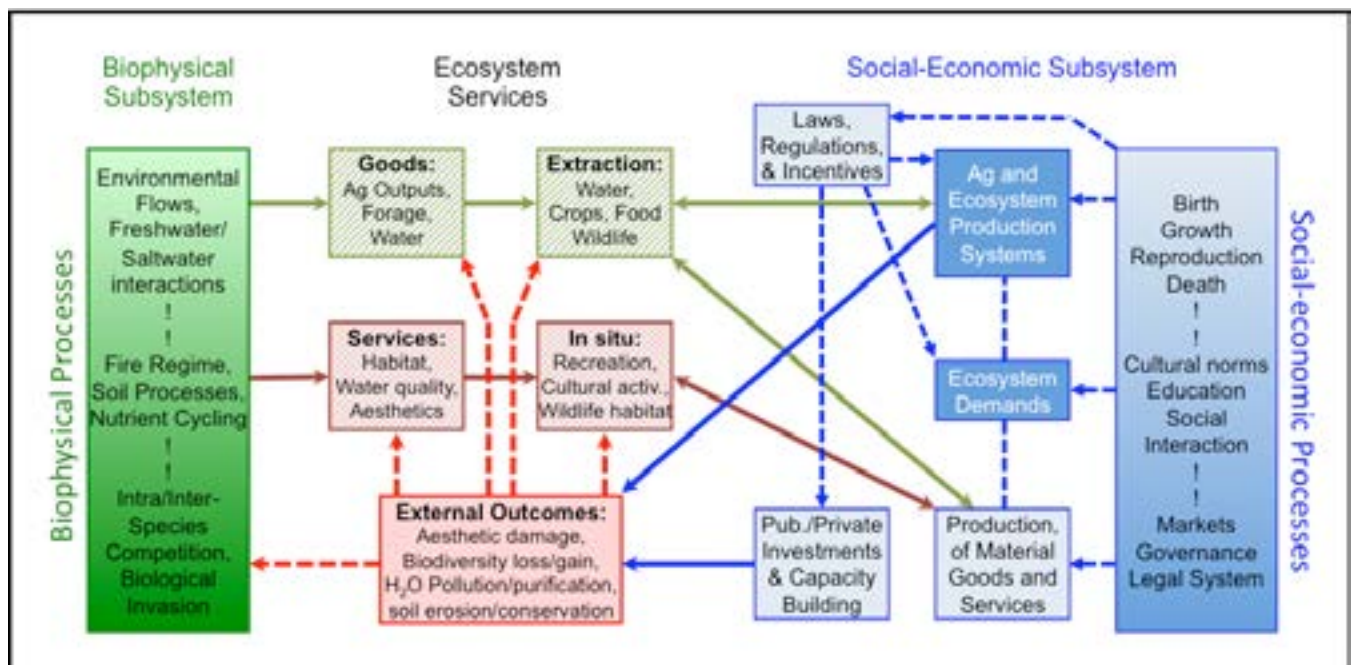 Biophysical
Subsystem
Ecosystem
Services
Social-Economic Subsystem
Biophysical Processes
Environmental
Flows,
Freshwater/
Saltwater
interactions
!
!
Fire Regime,
Soil Processes,
Nutrient Cycling
!
!
Intra/Inter-
Species
Competition,
Biological
Invasion
Goods:
Ag Outputs,
Forage,
Water
Extraction:
Water,
Crops, Food
Wildlife
Services:
Habitat,
Water quality,
Aesthetics
In situ:
Recreation,
Cultural activ.,
Wildlife habitat
External Outcomes:
Aesthetic damage,
Biodiversity loss/gain,
H₂O Pollution/purification,
soil erosion/conservation
Laws,
Regulations,
& Incentives
Ag and
Ecosystem
Production
Systems
Ecosystem
Demands
Pub./Private
Investments
& Capacity
Building
Production,
of Material
Goods and
Services
Birth
Growth
Reproduction
Death
!
!
Cultural norms
Education
Social
Interaction
!
!
Markets
Governance
Legal System
Social-economic Processes